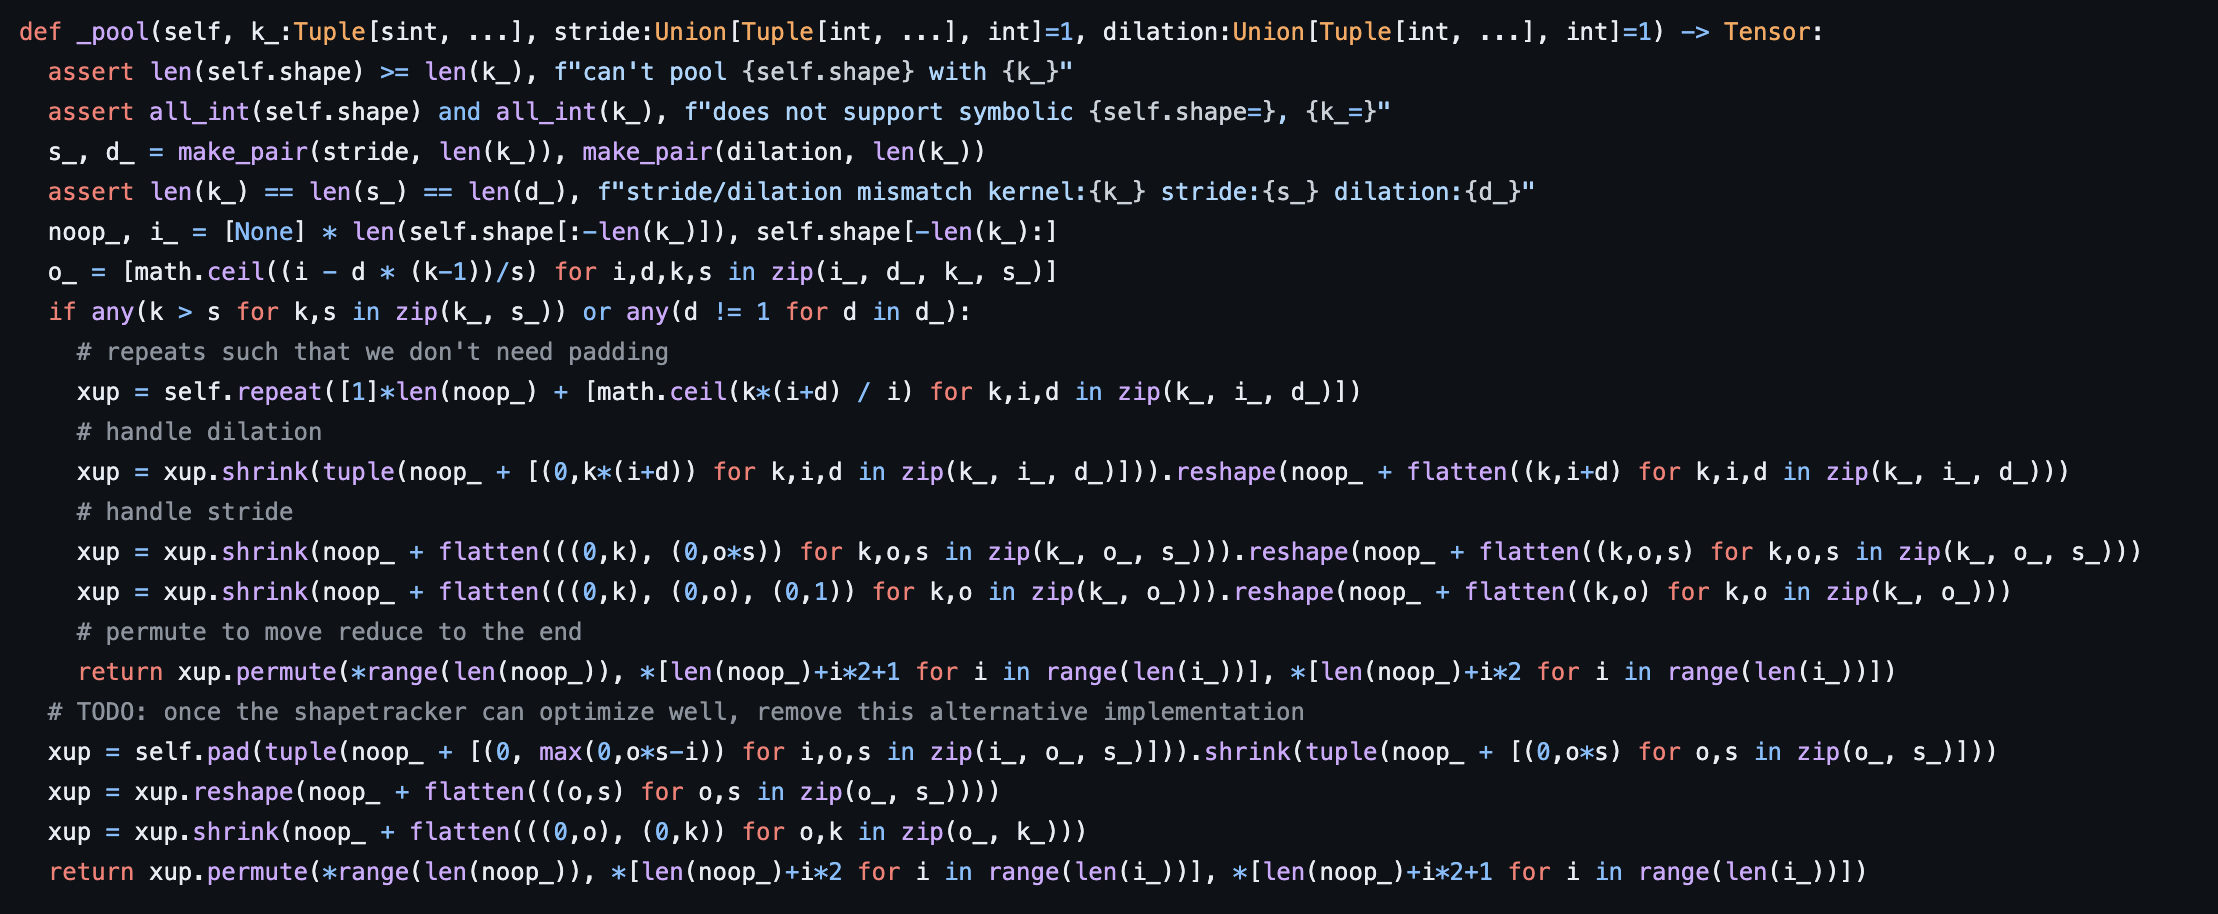 def _pool(self, k_:Tuple[sint, ...], stride:Union[Tuple[int, ...], int]=1, dilation:Union[Tuple[int, ...], int]=1) -> Tensor:
  assert len(self.shape) >= len(k_), f"can't pool {self.shape} with {k_}"
  assert all_int(self.shape) and all_int(k_), f"does not support symbolic {self.shape=}, {k_=}"
  s_, d_ = make_pair(stride, len(k_)), make_pair(dilation, len(k_))
  assert len(k_) == len(s_) == len(d_), f"stride/dilation mismatch kernel:{k_} stride:{s_} dilation:{d_}"
  noop_, i_ = [None] * len(self.shape[:-len(k_)]), self.shape[-len(k_):]
  o_ = [math.ceil((i - d * (k-1))/s) for i,d,k,s in zip(i_, d_, k_, s_)]
  if any(k > s for k,s in zip(k_, s_)) or any(d != 1 for d in d_):
    # repeats such that we don't need padding
    xup = self.repeat([1]*len(noop_) + [math.ceil(k*(i+d) / i) for k,i,d in zip(k_, i_, d_)])
    # handle dilation
    xup = xup.shrink(tuple(noop_ + [(0,k*(i+d)) for k,i,d in zip(k_, i_, d_)])).reshape(noop_ + flatten((k,i+d) for k,i,d in zip(k_, i_, d_)))
    # handle stride
    xup = xup.shrink(noop_ + flatten(((0,k), (0,o*s)) for k,o,s in zip(k_, o_, s_))).reshape(noop_ + flatten((k,o,s) for k,o,s in zip(k_, o_, s_)))
    xup = xup.shrink(noop_ + flatten(((0,k), (0,o), (0,1)) for k,o in zip(k_, o_))).reshape(noop_ + flatten((k,o) for k,o in zip(k_, o_)))
    # permute to move reduce to the end
    return xup.permute(*range(len(noop_)), *[len(noop_)+i*2+1 for i in range(len(i_))], *[len(noop_)+i*2 for i in range(len(i_))])
  # TODO: once the shapetracker can optimize well, remove this alternative implementation
  xup = self.pad(tuple(noop_ + [(0, max(0,o*s-i)) for i,o,s in zip(i_, o_, s_)])).shrink(tuple(noop_ + [(0,o*s) for o,s in zip(o_, s_)]))
  xup = xup.reshape(noop_ + flatten(((o,s) for o,s in zip(o_, s_))))
  xup = xup.shrink(noop_ + flatten(((0,o), (0,k)) for o,k in zip(o_, k_)))
  return xup.permute(*range(len(noop_)), *[len(noop_)+i*2 for i in range(len(i_))], *[len(noop_)+i*2+1 for i in range(len(i_))])